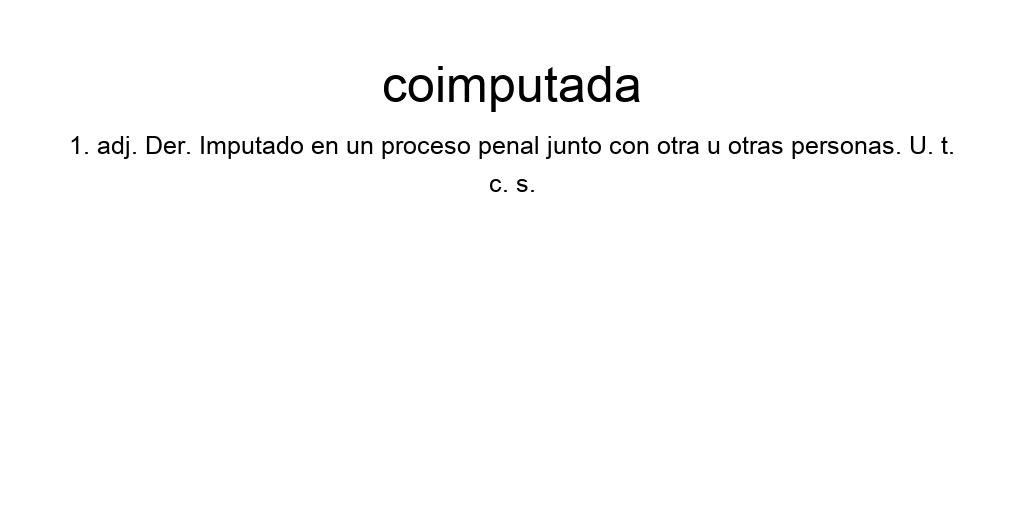 coimputada
1. adj. Der. Imputado en un proceso penal junto con otra u otras personas. U. t.
c. s.